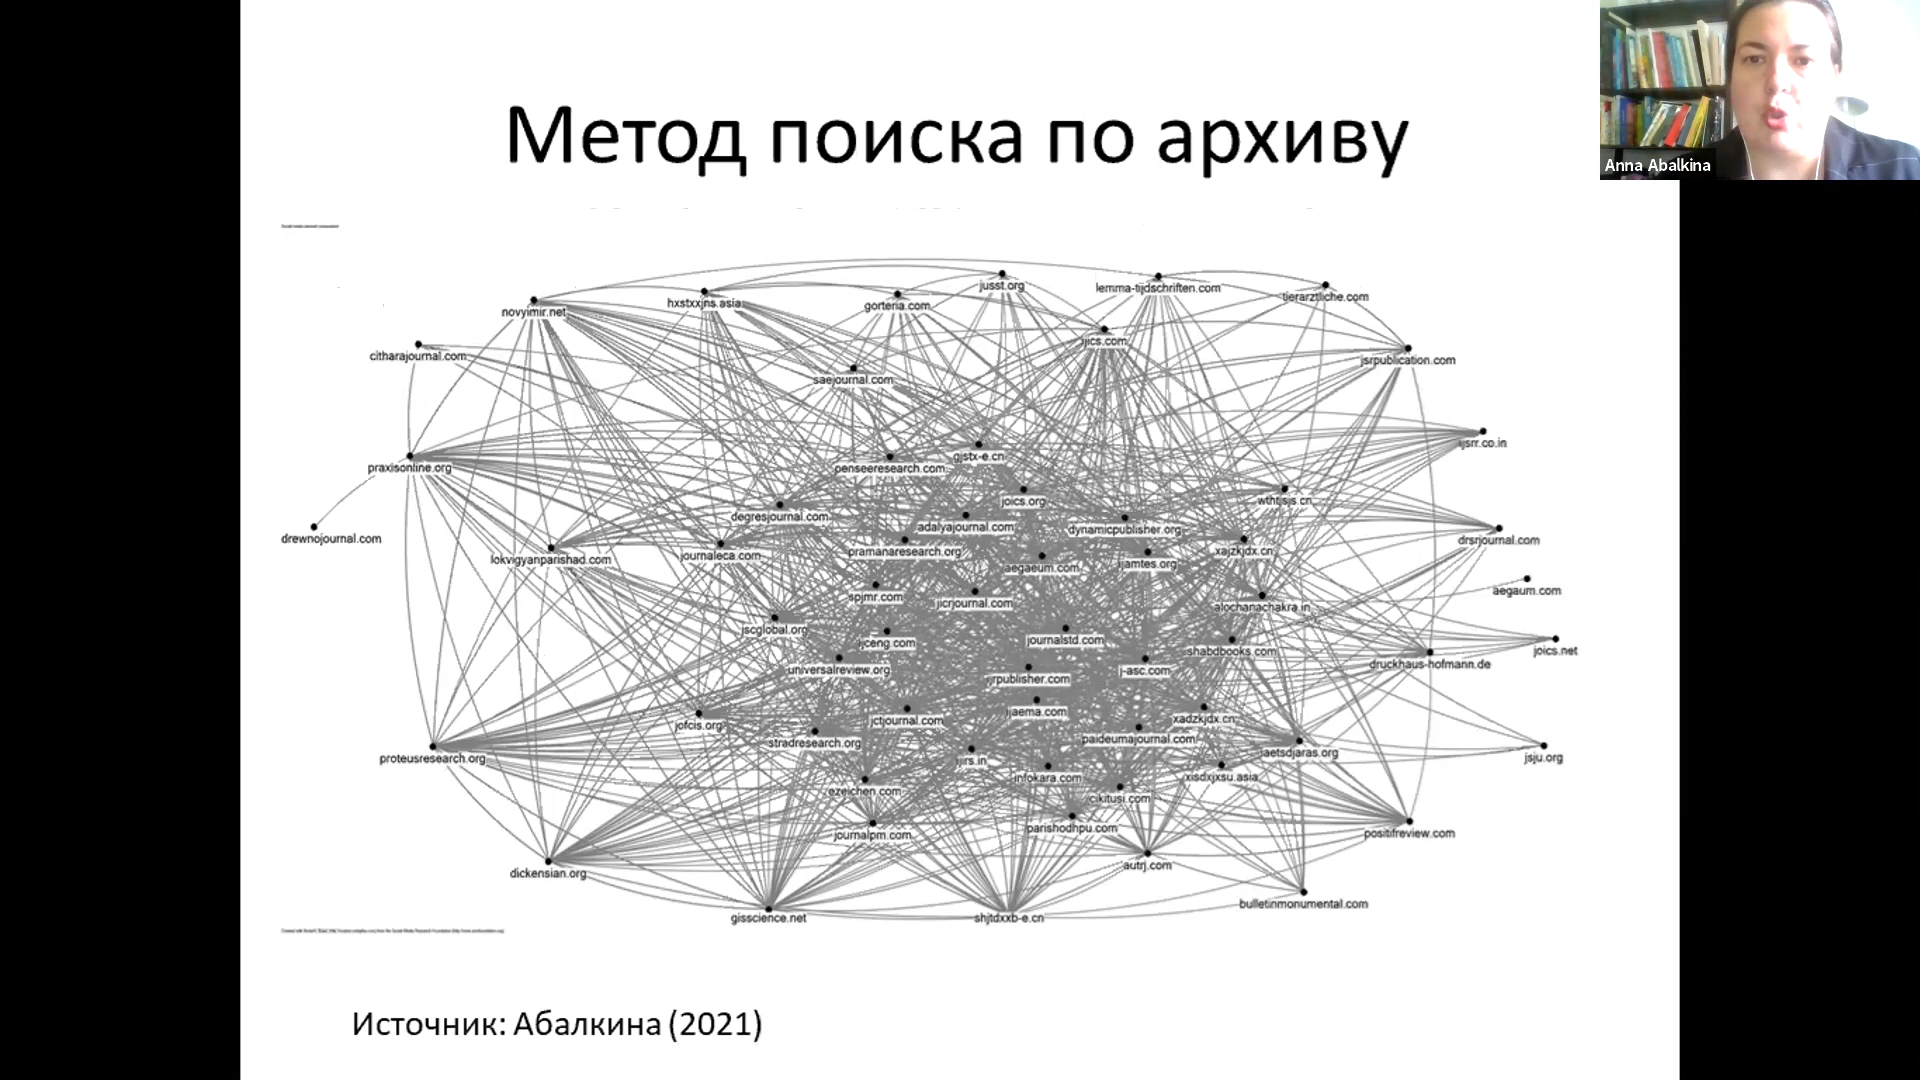 Метод поиска по архиву
Anna Abalkina
jusst.org
lemma-tijdschriften.com
tierarztliche.com
hxstxxjns.asia
gorteria.com
novyimir.net
ijics.com
citharajournal.com
jsrpublication.com
saejournal.com
ijsrr.co.in
gjstx-e.cn
praxisonline.org
penseeresearch.com
joics.org
wthtjsjs.cn
degresjournal.com
adalyajournal.com
dynamicpublisher.org
drewnojournal.com
drsrjournal.com
lokvigyanparishad.com
journaleca.com
pramanaresearch.org
xajzkjdx.cn
aegaeum.com
ijamtes.org
aegaum.com
spjmr.com
jicrjournal.com
alochanachakra.in
jscglobal.org
ijceng.com
journalstd.com
shabdbooks.com
joics.net
universalreview.org
j-asc.com
druckhaus-hofmann.de
ijrpublisher.com
ijaema.com
jofcis.org
jctjournal.com
xadzkjdx.cn
stradresearch.org
paideumajournal.com
iaetsdjaras.org
proteusresearch.org
ijirs.in
jsju.org
infokara.com
xisdxjxsu.asia
ezeichen.com
cikitusi.com
journalpm.com
parishodhpu.com
positifreview.com
dickensian.org
autrj.com
bulletinmonumental.com
gisscience.net
shjtdxxb-e.cn
Источник: Абалкина (2021)